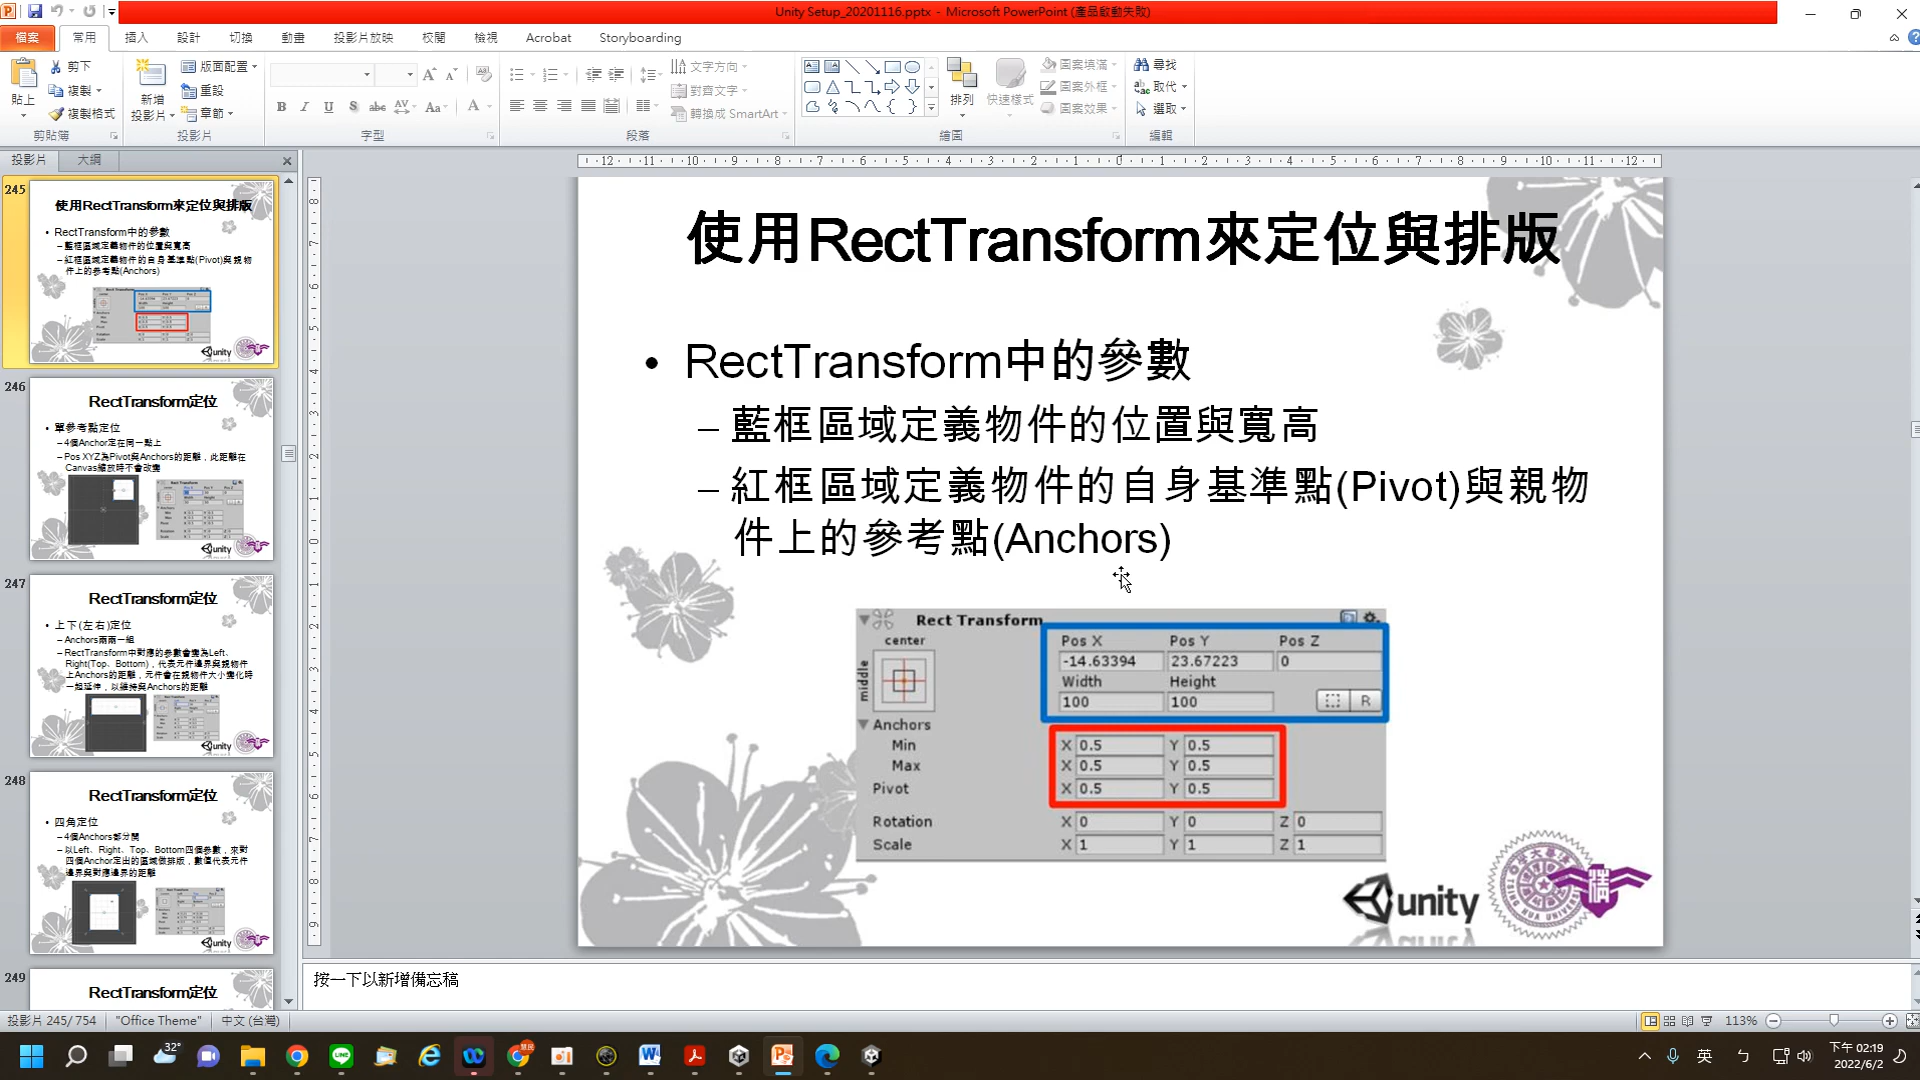 Unity Setup_20201116.pptx - Microsoft PowerPoint (產品啟動失敗)
檔案 常用 插入 設計 切換 動畫 投影片放映 校閱 檢視 Acrobat Storyboarding
貼上 剪下 複製 複製格式 剪貼簿
新增投影片 版面配置 重設 章節 投影片
字型
文字方向 對齊文字 轉換成 SmartArt 段落
排列 快速樣式 圖案填滿 圖案外框 圖案效果 繪圖
尋找 取代 選取 編輯
投影片 大綱
245
使用RectTransform來定位與排版
• RectTransform中的參數
– 藍框區域定義物件的位置與寬高
– 紅框區域定義物件的自身基準點(Pivot)與親物
件上的參考點(Anchors)
unity
246
RectTransform定位
• 單參考點定位
– 4個Anchor定在同一點上
– Pos XYZ為Pivot與Anchors的距離，此距離在
Canvas縮放時不會改變
unity
247
RectTransform定位
• 上下(左右)定位
– Anchors兩兩一組
– RectTransform中對應的參數會變為Left、
Right(Top、Bottom)，代表元件邊界與親物件
上Anchors的距離，元件會在親物件大小變化時
一起延伸，以維持與Anchors的距離
unity
248
RectTransform定位
• 四角定位
– 4個Anchors都分開
– 以Left、Right、Top、Bottom四個參數，來對
四個Anchor定出的區域做排版，數值代表元件
邊界與對應邊界的距離
unity
249
RectTransform定位
使用RectTransform來定位與排版
• RectTransform中的參數
– 藍框區域定義物件的位置與寬高
– 紅框區域定義物件的自身基準點(Pivot)與親物
件上的參考點(Anchors)
Rect Transform
center
middle
Pos X Pos Y Pos Z
-14.63394 23.67223 0
Width Height
100 100 R
Anchors
Min X 0.5 Y 0.5
Max X 0.5 Y 0.5
Pivot X 0.5 Y 0.5
Rotation X 0 Y 0 Z 0
Scale X 1 Y 1 Z 1
unity
按一下以新增備忘稿
投影片 245/ 754 "Office Theme" 中文 (台灣) 113%
32° 英 ㄅ 下午 02:19
2022/6/2